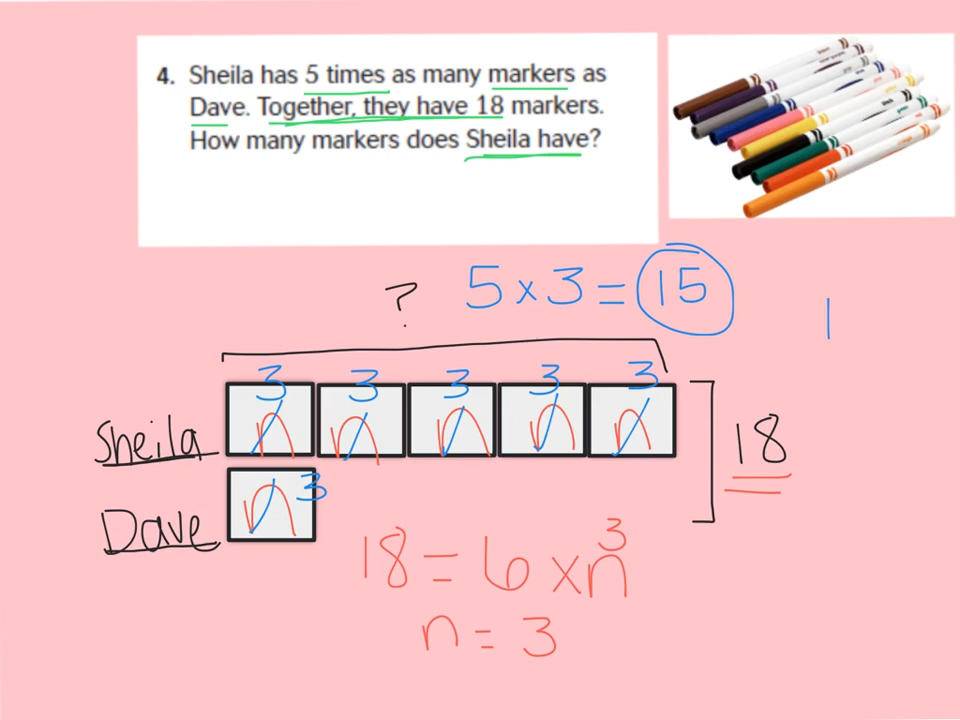 4. Sheila has 5 times as many markers as
Dave. Together, they have 18 markers.
How many markers does Sheila have?
? 5 x 3 = 15
1
3 3 3 3 3
Sheila n n n n n
18
Dave n 3
3
18 = 6 x n
n = 3